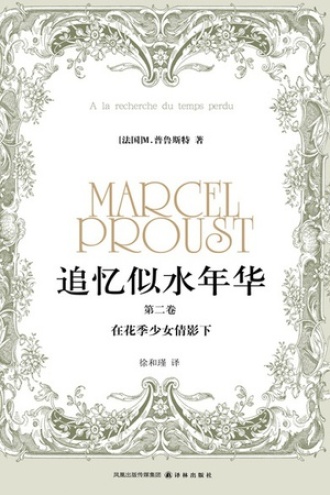 A la recherche du temps perdu
[法国]M·普鲁斯特 著
MARCEL
PROUST
追忆似水年华
第二卷
在花季少女倩影下
徐和瑾 译
凤凰出版传媒集团 译林出版社